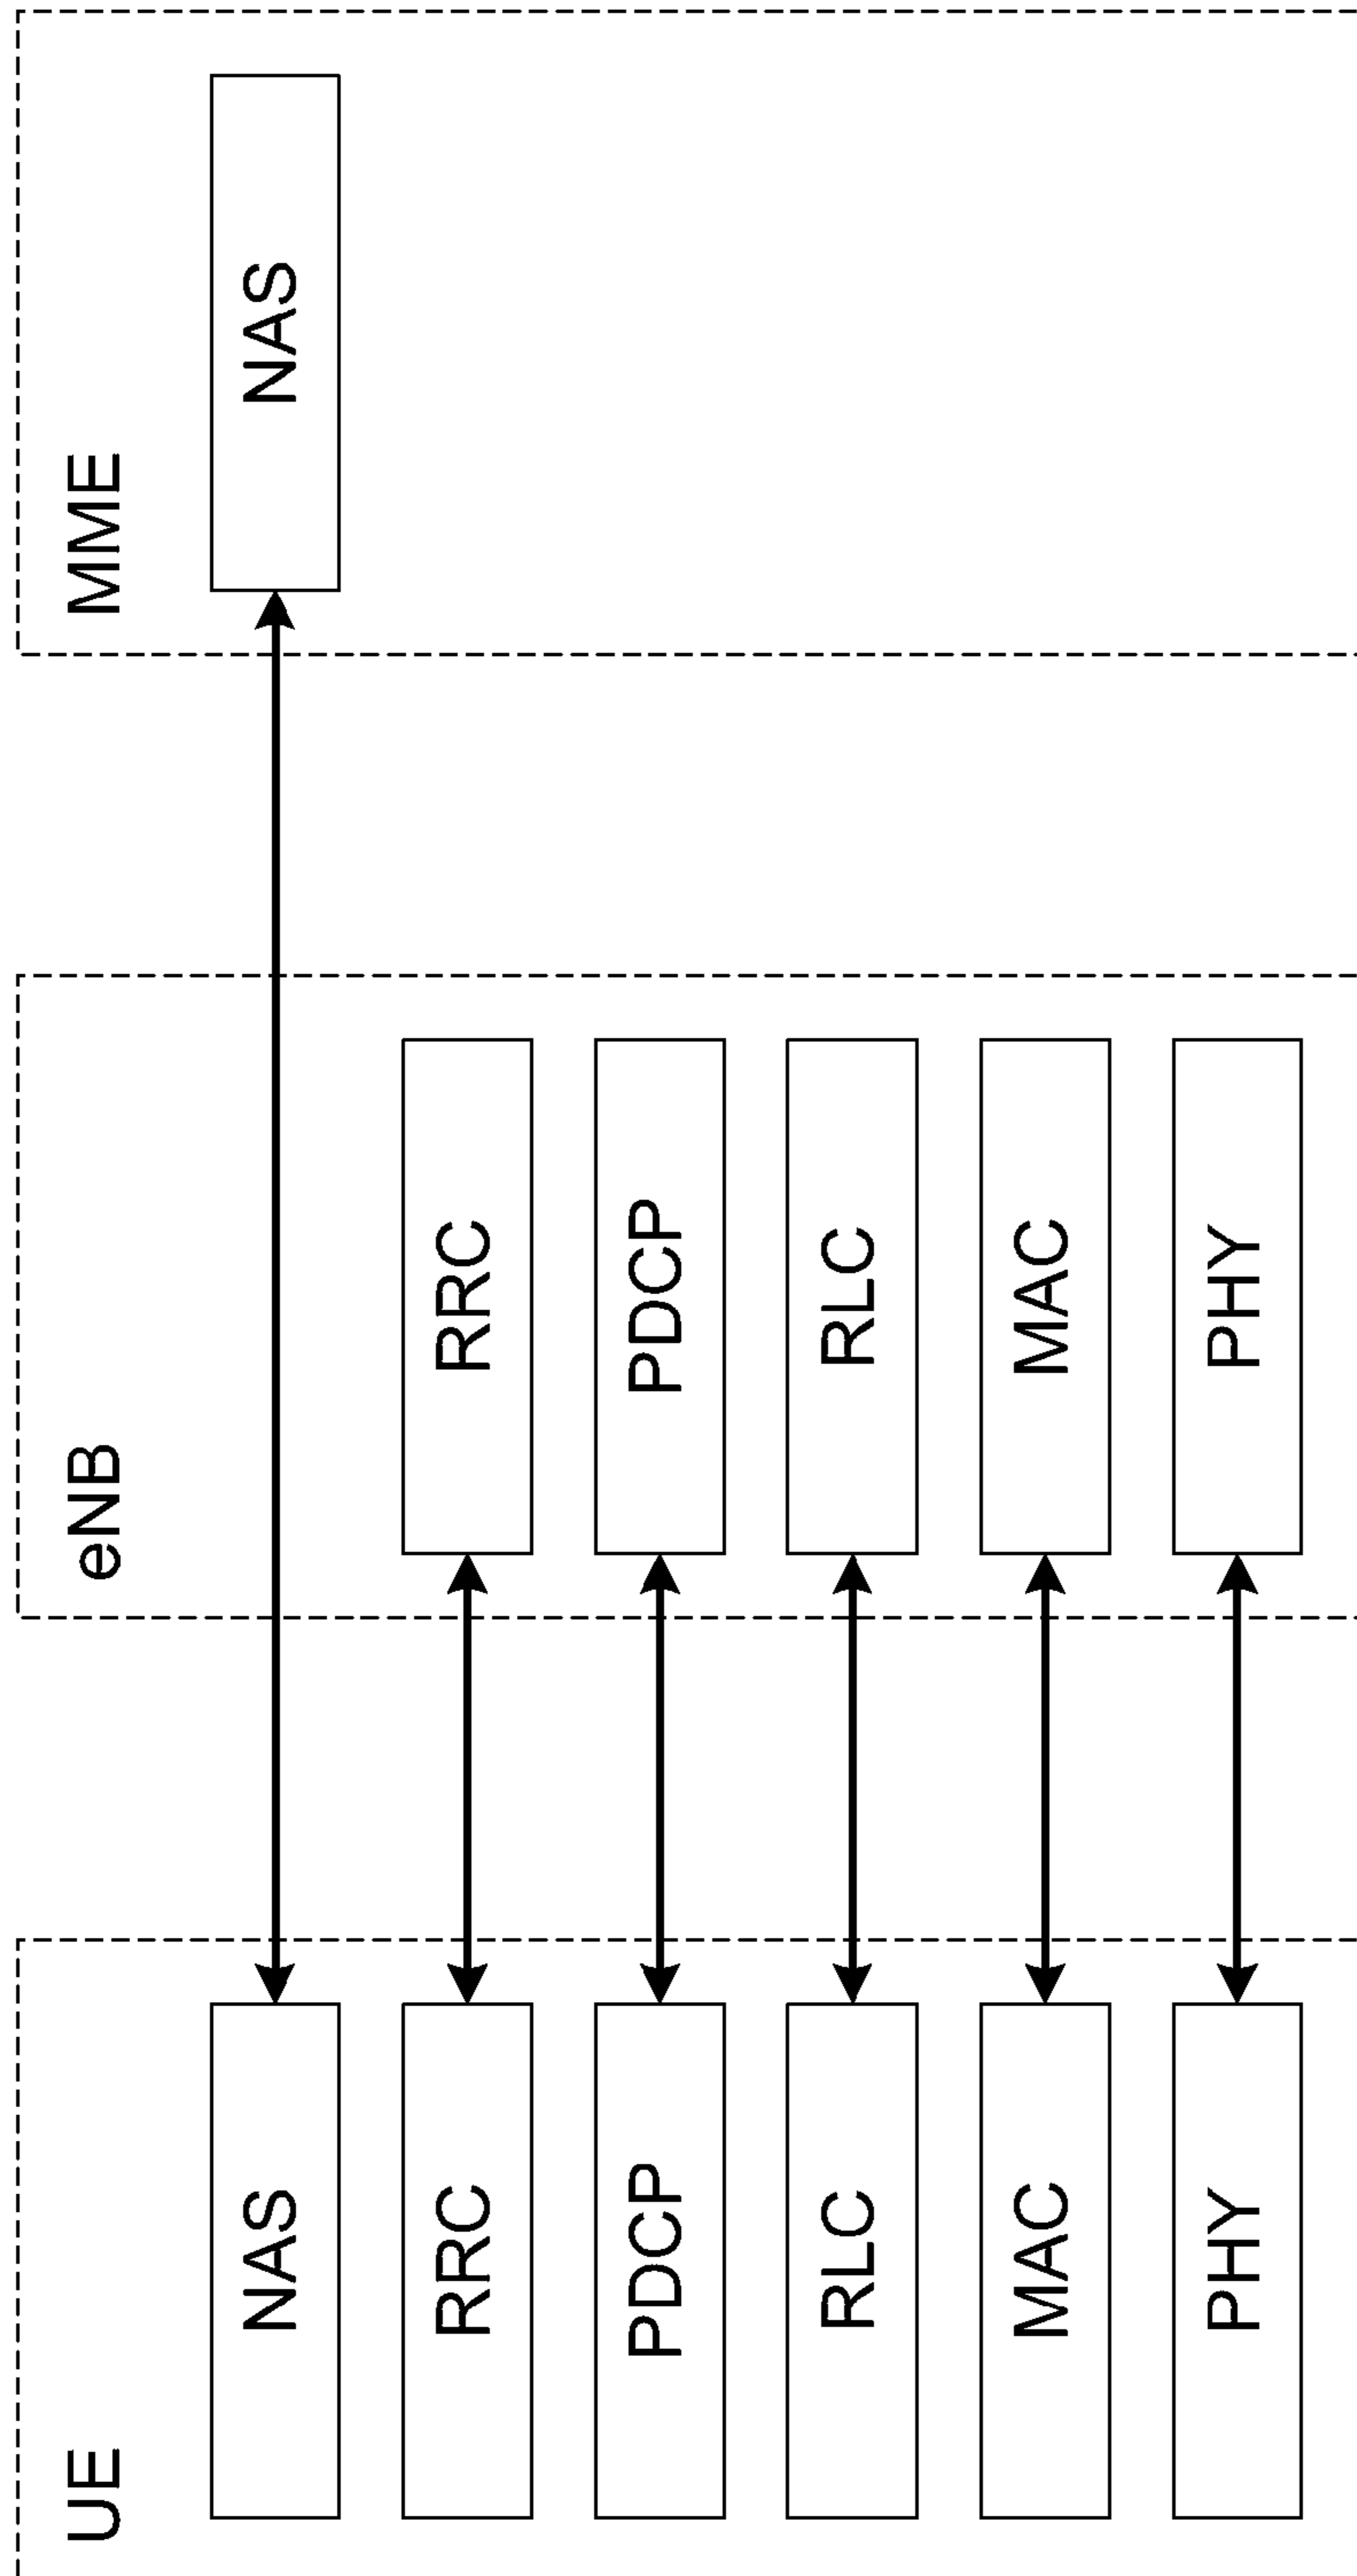 UE
eNB
MME
NAS
NAS
RRC
RRC
PDCP
PDCP
RLC
RLC
MAC
MAC
PHY
PHY